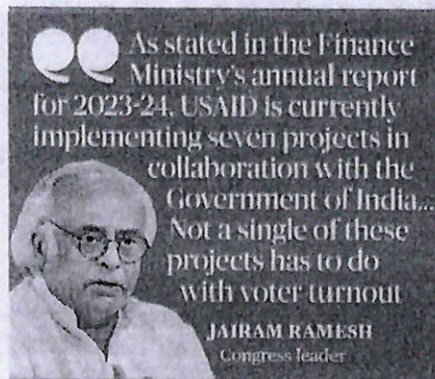 As stated in the Finance
Ministry's annual report
for 2023-24, USAID is currently
implementing seven projects in
collaboration with the
Government of India...
Not a single of these
projects has to do
with voter turnout
JAIRAM RAMESH
Congress leader